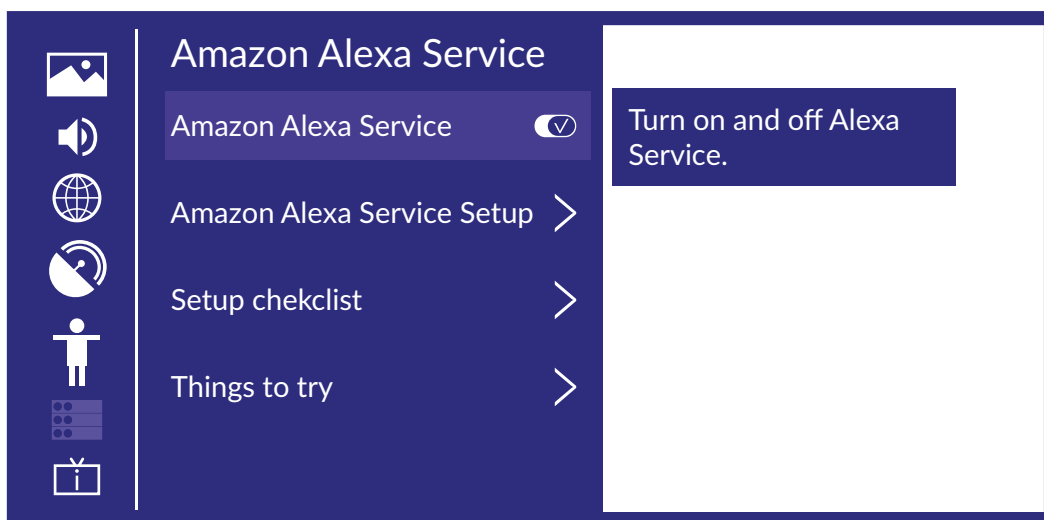 Amazon Alexa Service
Amazon Alexa Service
Turn on and off Alexa
Service.
Amazon Alexa Service Setup
Setup chekclist
Things to try
i